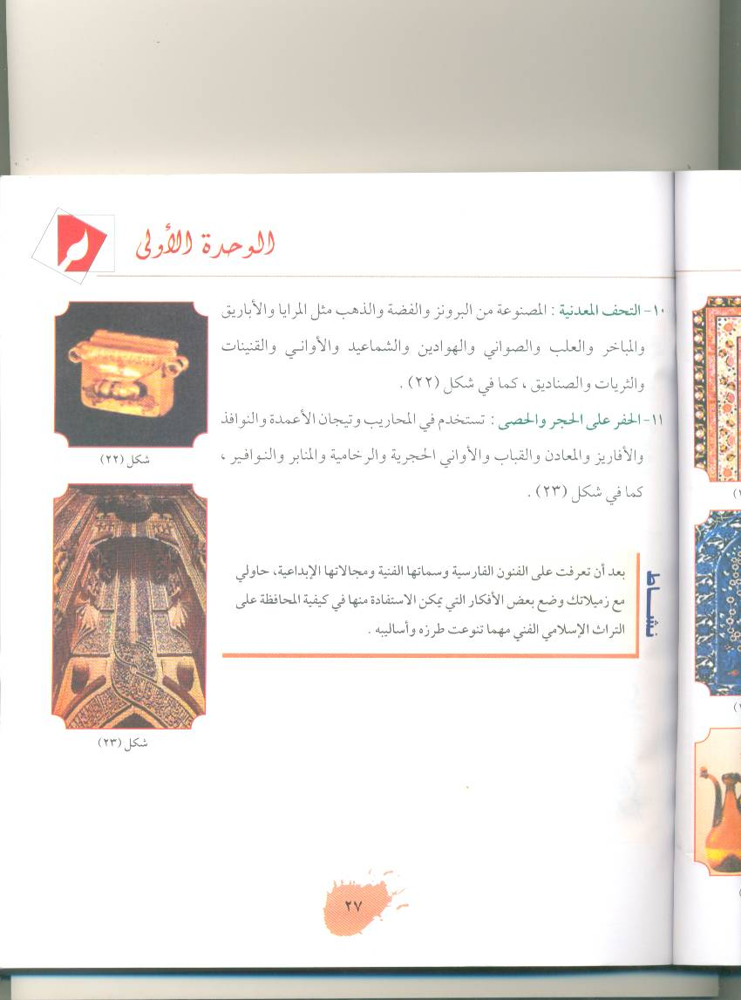 الوحدة الأولى
١٠- التحف المعدنية : المصنوعة من البرونز والفضة والذهب مثل المرايا والأباريق
والمباخر والعلب والصواني والهوادين والشماعيد والأواني والقنينات
والثريات والصناديق ، كما في شكل (٢٢) .
١١- الحفر على الحجر والحصى : تستخدم في المحاريب وتيجان الأعمدة والنوافذ
والأفاريز والمعادن والقباب والأواني الحجرية والرخامية والمنابر والنوافير ،
كما في شكل (٢٣) .
شكل (٢٢)
شكل (٢٣)
نشاط
بعد أن تعرفت على الفنون الفارسية وسماتها الفنية ومجالاتها الإبداعية، حاولي
مع زميلاتك وضع بعض الأفكار التي يمكن الاستفادة منها في كيفية المحافظة على
التراث الإسلامي الفني مهما تنوعت طرزه وأساليبه .
٢٧